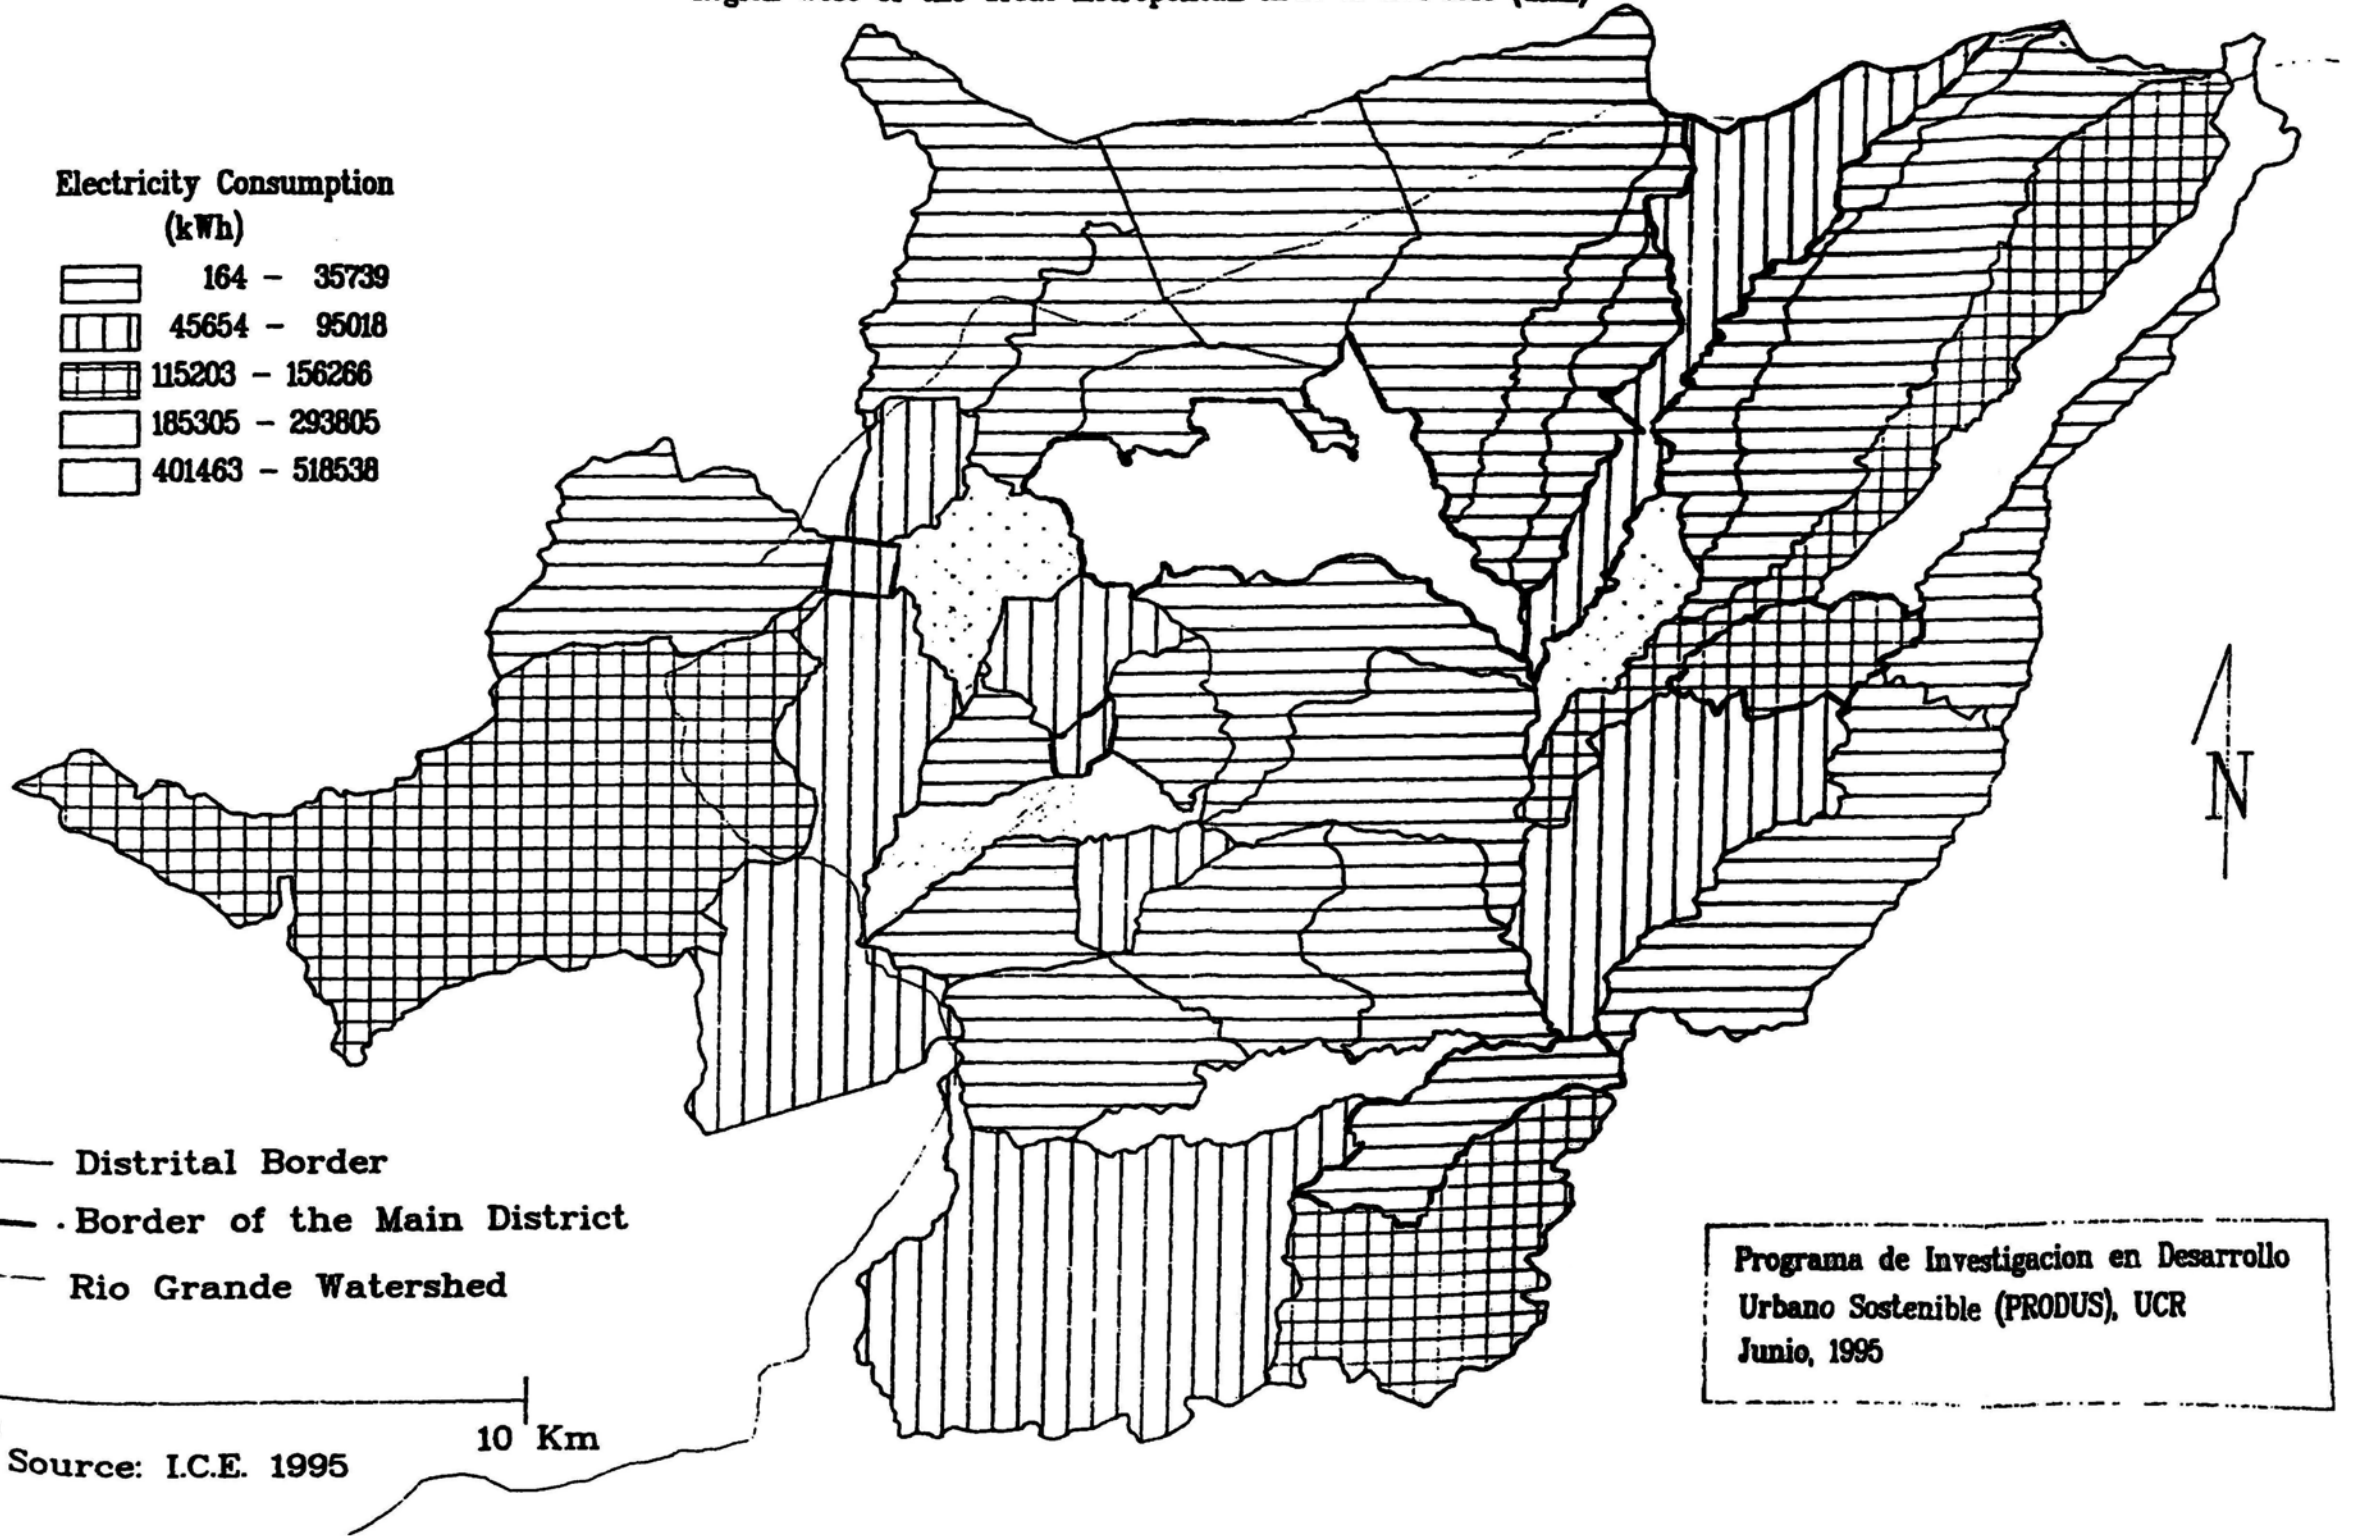 Electricity Consumption
(kWh)
164 - 35739
45654 - 95018
115203 - 156266
185305 - 293805
401463 - 518538
N
Distrital Border
Border of the Main District
Rio Grande Watershed
10 Km
Source: I.C.E. 1995
Programa de Investigacion en Desarrollo
Urbano Sostenible (PRODUS), UCR
Junio, 1995